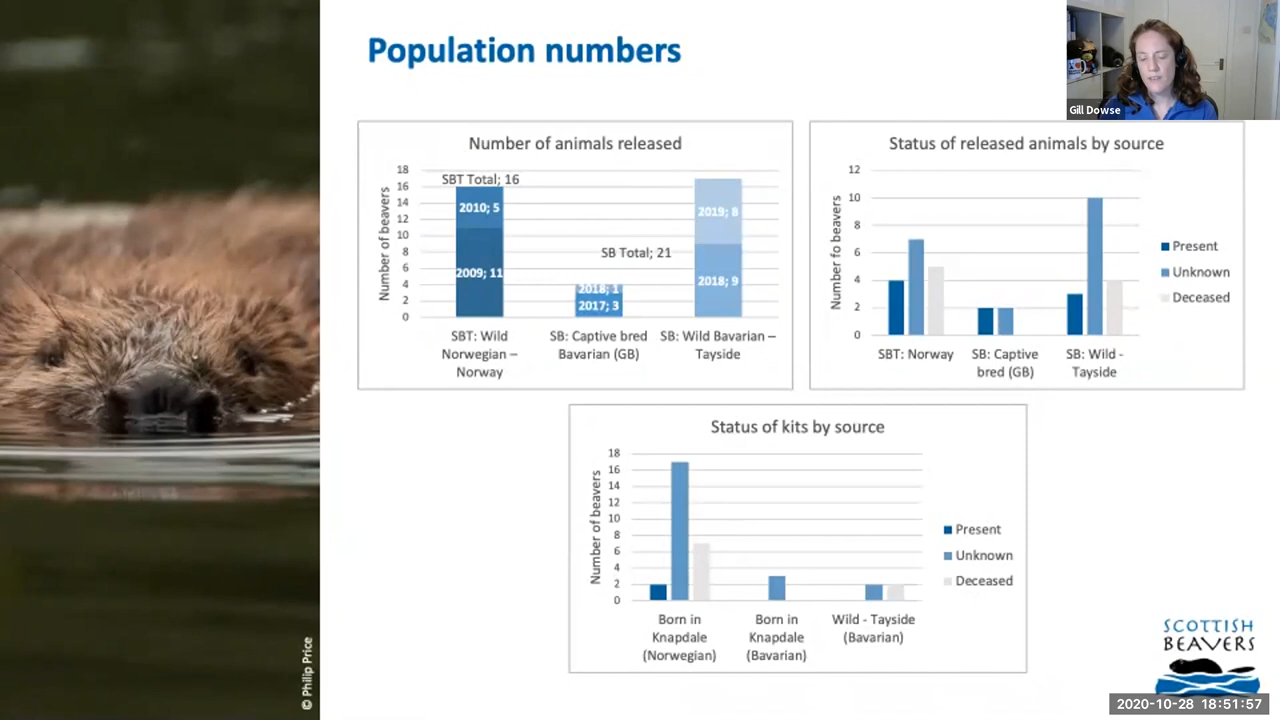 Population numbers
Gill Dowse
Number of animals released
Number of beavers
18
16
14
12
10
8
6
4
2
0
SBT Total; 16
2010; 5
2009; 11
SB Total; 21
2018; 1
2017; 3
2019; 8
2018; 9
SBT: Wild
Norwegian –
Norway
SB: Captive bred
Bavarian (GB)
SB: Wild Bavarian –
Tayside
Status of released animals by source
Number fo beavers
12
10
8
6
4
2
0
SBT: Norway
SB: Captive
bred (GB)
SB: Wild -
Tayside
Present
Unknown
Deceased
Status of kits by source
Number of beavers
18
16
14
12
10
8
6
4
2
0
Born in
Knapdale
(Norwegian)
Born in
Knapdale
(Bavarian)
Wild - Tayside
(Bavarian)
Present
Unknown
Deceased
© Philip Price
SCOTTISH
BEAVERS
2020-10-28 18:51:57